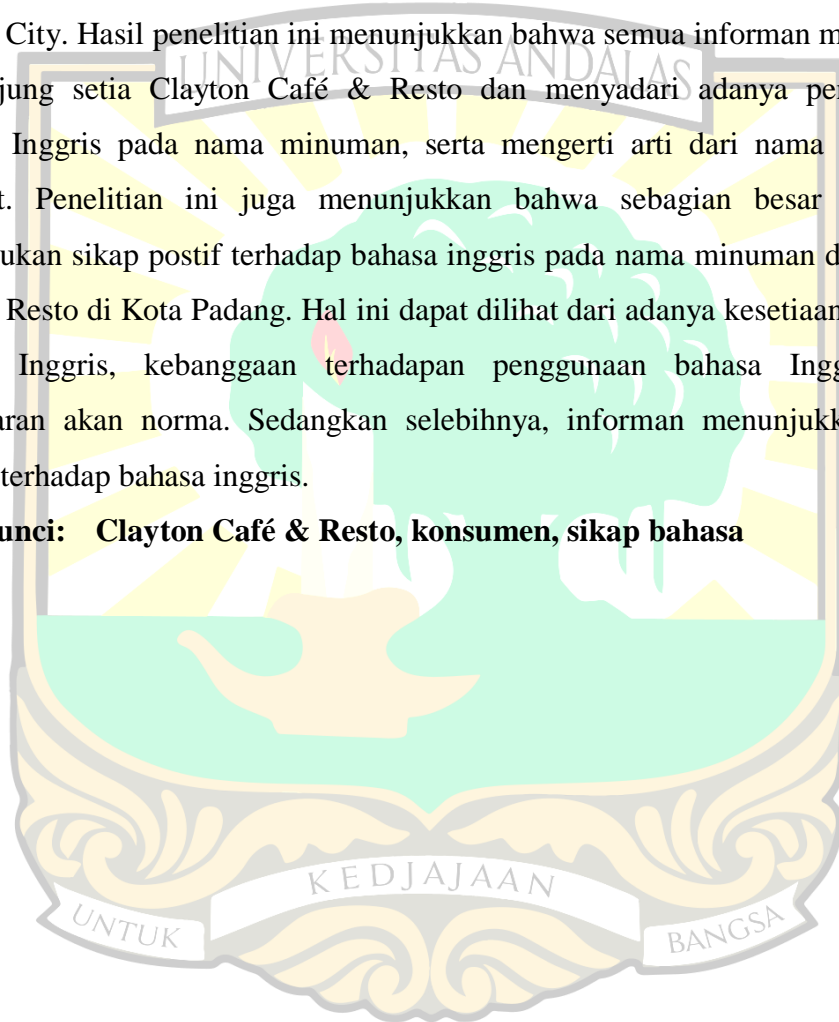 City. Hasil penelitian ini menunjukkan bahwa semua informan m
UNIVERSITAS ANDALAS
jung setia Clayton Café & Resto dan menyadari adanya per
Inggris pada nama minuman, serta mengerti arti dari nama
t. Penelitian ini juga menunjukkan bahwa sebagian besar
ukan sikap postif terhadap bahasa inggris pada nama minuman d
Resto di Kota Padang. Hal ini dapat dilihat dari adanya kesetiaan
Inggris, kebanggaan terhadapan penggunaan bahasa Ingg
aran akan norma. Sedangkan selebihnya, informan menunjukk
terhadap bahasa inggris.
unci: Clayton Café & Resto, konsumen, sikap bahasa
KEDJAJAAN
UNTUK
BANGSA